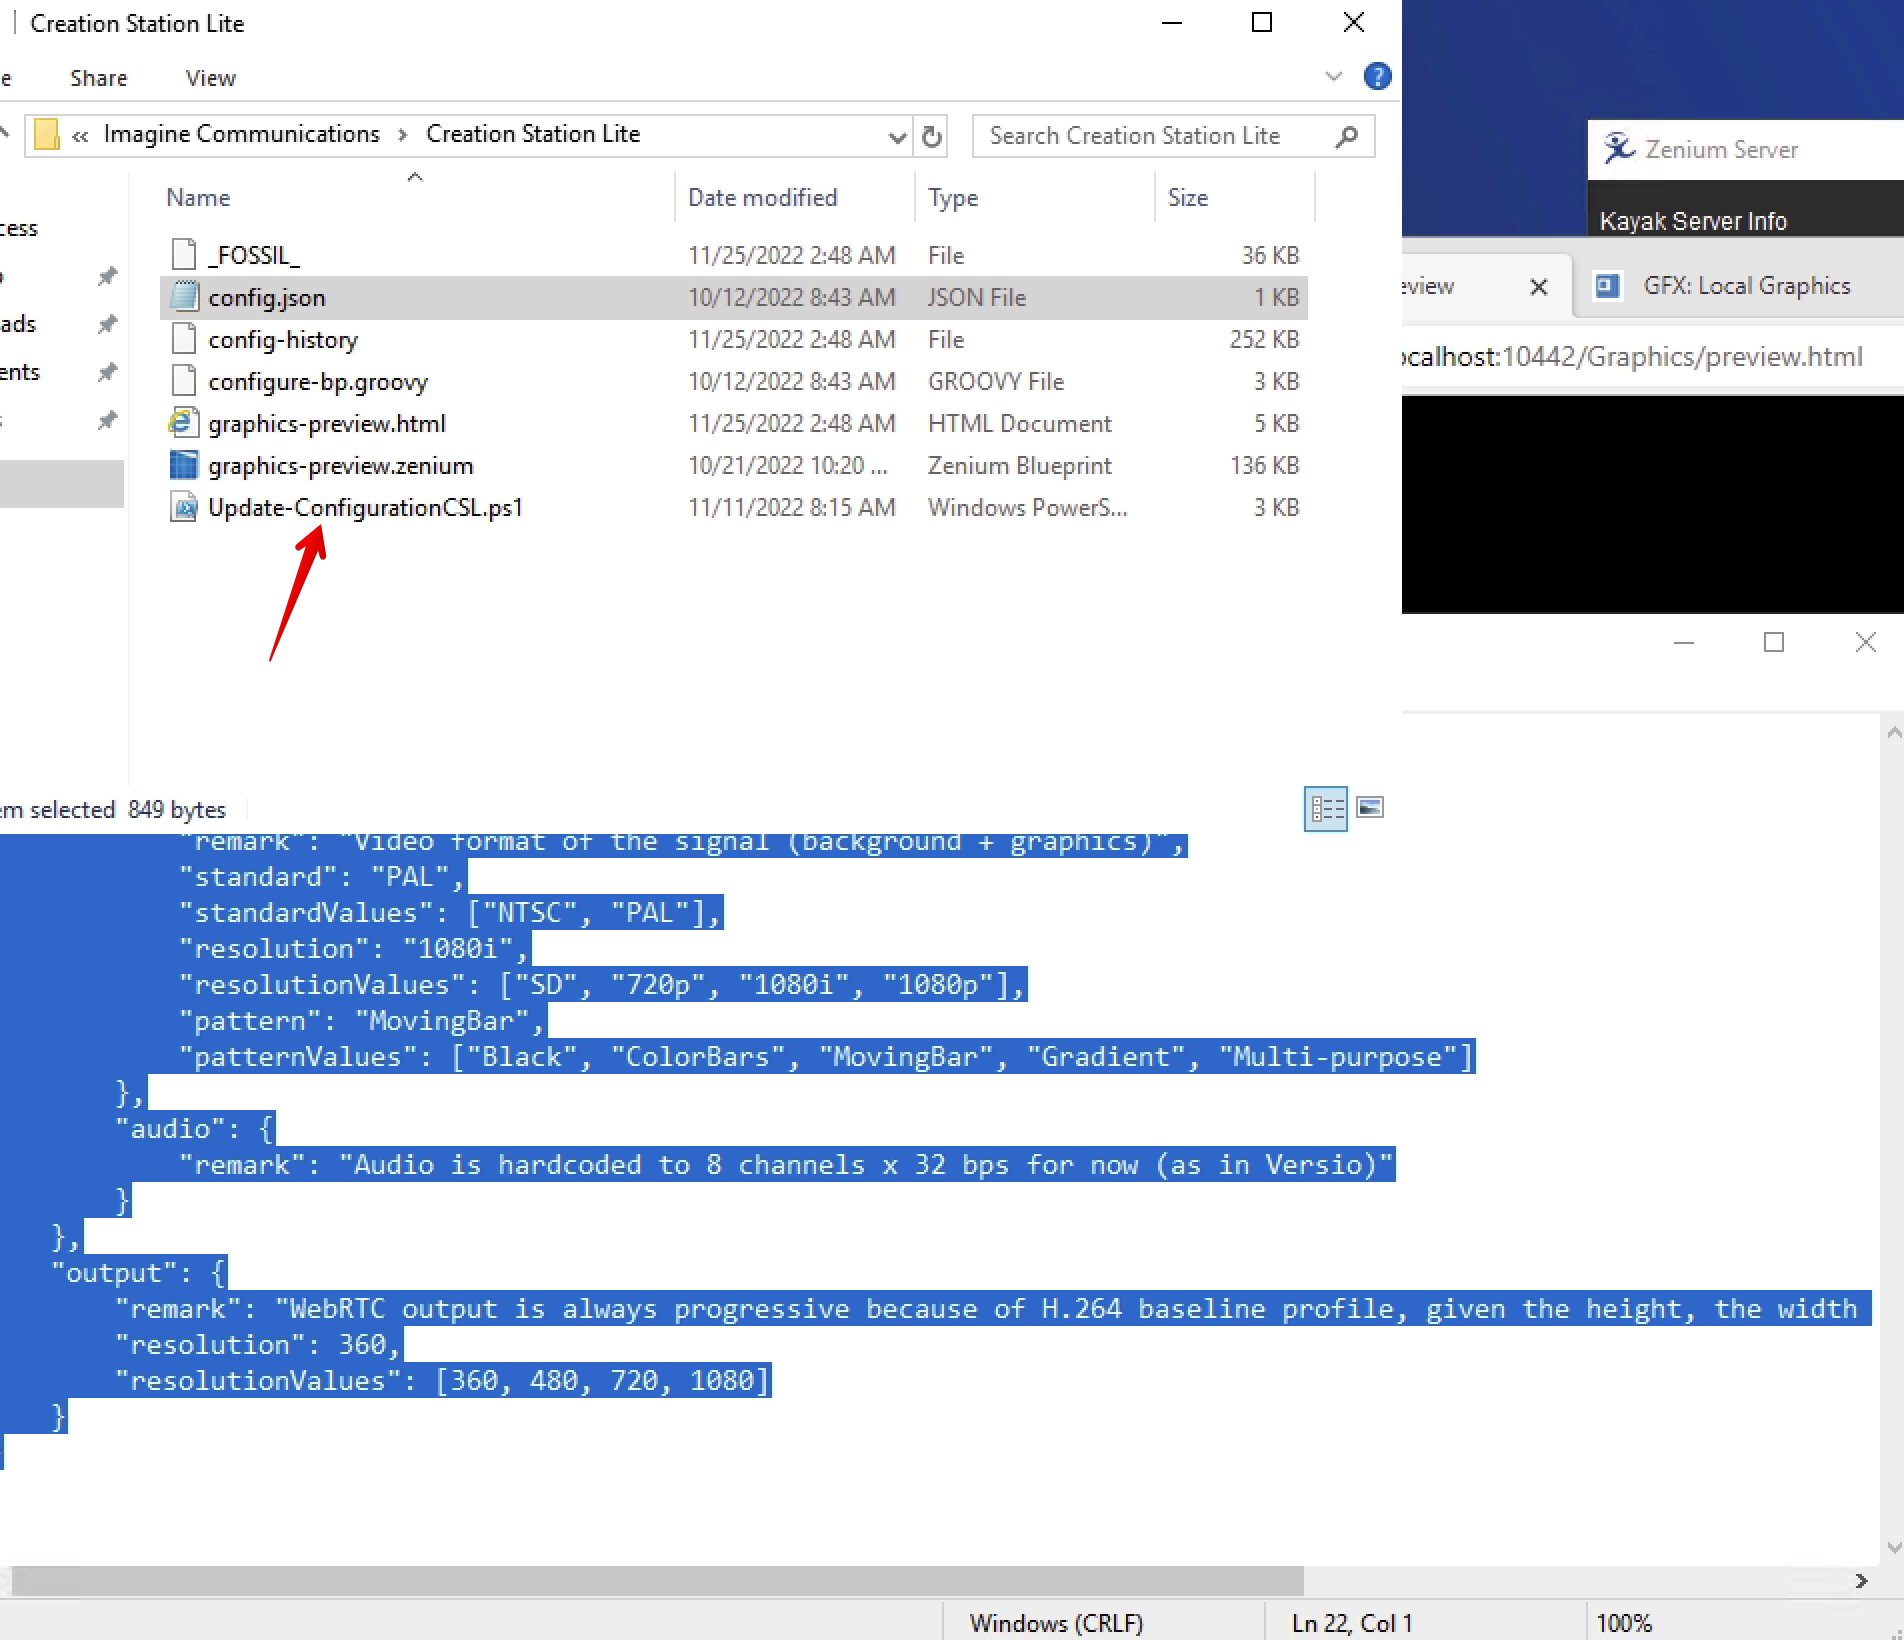 Creation Station Lite
e Share View
?
« Imagine Communications > Creation Station Lite
Search Creation Station Lite
Name Date modified Type Size
_FOSSIL_ 11/25/2022 2:48 AM File 36 KB
config.json 10/12/2022 8:43 AM JSON File 1 KB
config-history 11/25/2022 2:48 AM File 252 KB
configure-bp.groovy 10/12/2022 8:43 AM GROOVY File 3 KB
graphics-preview.html 11/25/2022 2:48 AM HTML Document 5 KB
graphics-preview.zenium 10/21/2022 10:20 ... Zenium Blueprint 136 KB
Update-ConfigurationCSL.ps1 11/11/2022 8:15 AM Windows PowerS... 3 KB
cess
ads
ents
em selected 849 bytes
Zenium Server
Kayak Server Info
eview
GFX: Local Graphics
ocalhost:10442/Graphics/preview.html
"remark": "Video format of the signal (background + graphics)",
"standard": "PAL",
"standardValues": ["NTSC", "PAL"],
"resolution": "1080i",
"resolutionValues": ["SD", "720p", "1080i", "1080p"],
"pattern": "MovingBar",
"patternValues": ["Black", "ColorBars", "MovingBar", "Gradient", "Multi-purpose"]
},
"audio": {
"remark": "Audio is hardcoded to 8 channels x 32 bps for now (as in Versio)"
}
},
"output": {
"remark": "WebRTC output is always progressive because of H.264 baseline profile, given the height, the width
"resolution": 360,
"resolutionValues": [360, 480, 720, 1080]
}
Windows (CRLF) Ln 22, Col 1 100%